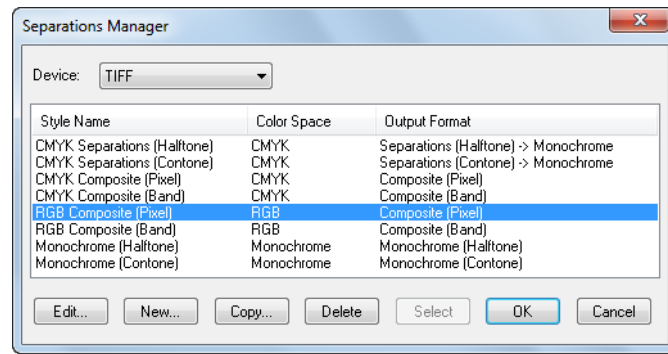 Separations Manager
Device: TIFF
Style Name Color Space Output Format
CMYK Separations (Halftone) CMYK Separations (Halftone) -> Monochrome
CMYK Separations (Contone) CMYK Separations (Contone) -> Monochrome
CMYK Composite (Pixel) CMYK Composite (Pixel)
CMYK Composite (Band) CMYK Composite (Band)
RGB Composite (Pixel) RGB Composite (Pixel)
RGB Composite (Band) RGB Composite (Band)
Monochrome (Halftone) Monochrome Monochrome (Halftone)
Monochrome (Contone) Monochrome Monochrome (Contone)
Edit... New... Copy... Delete Select OK Cancel